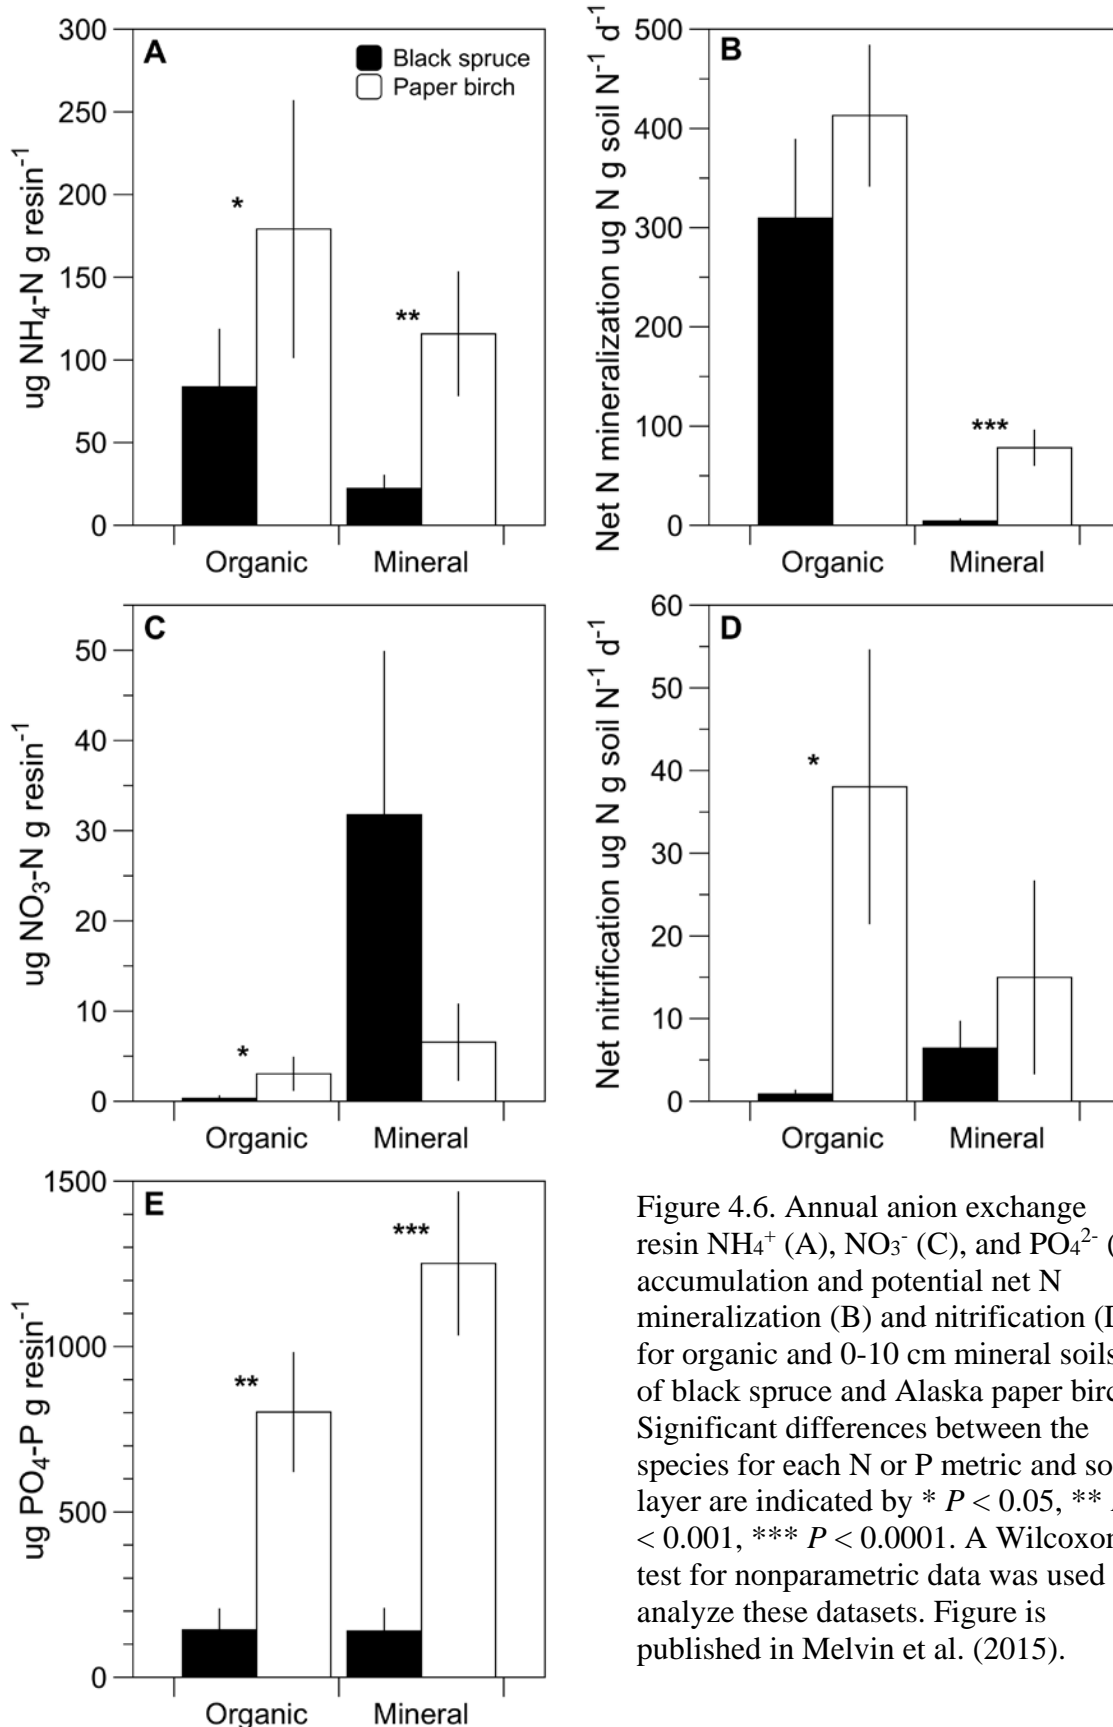 A
Black spruce
Paper birch
300
250
200
150
100
50
0
ug NH₄-N g resin⁻¹
*
**
Organic Mineral
B
500
400
300
200
100
0
Net N mineralization ug N g soil N⁻¹ d⁻¹
***
Organic Mineral
C
50
40
30
20
10
0
ug NO₃-N g resin⁻¹
*
Organic Mineral
D
60
50
40
30
20
10
0
Net nitrification ug N g soil N⁻¹ d⁻¹
*
Organic Mineral
E
1500
1000
500
0
ug PO₄-P g resin⁻¹
**
***
Organic Mineral
Figure 4.6. Annual anion exchange
resin NH₄⁺ (A), NO₃⁻ (C), and PO₄²⁻ (
accumulation and potential net N
mineralization (B) and nitrification (D
for organic and 0-10 cm mineral soils
of black spruce and Alaska paper birc
Significant differences between the
species for each N or P metric and so
layer are indicated by * P < 0.05, **
< 0.001, *** P < 0.0001. A Wilcoxon
test for nonparametric data was used
analyze these datasets. Figure is
published in Melvin et al. (2015).